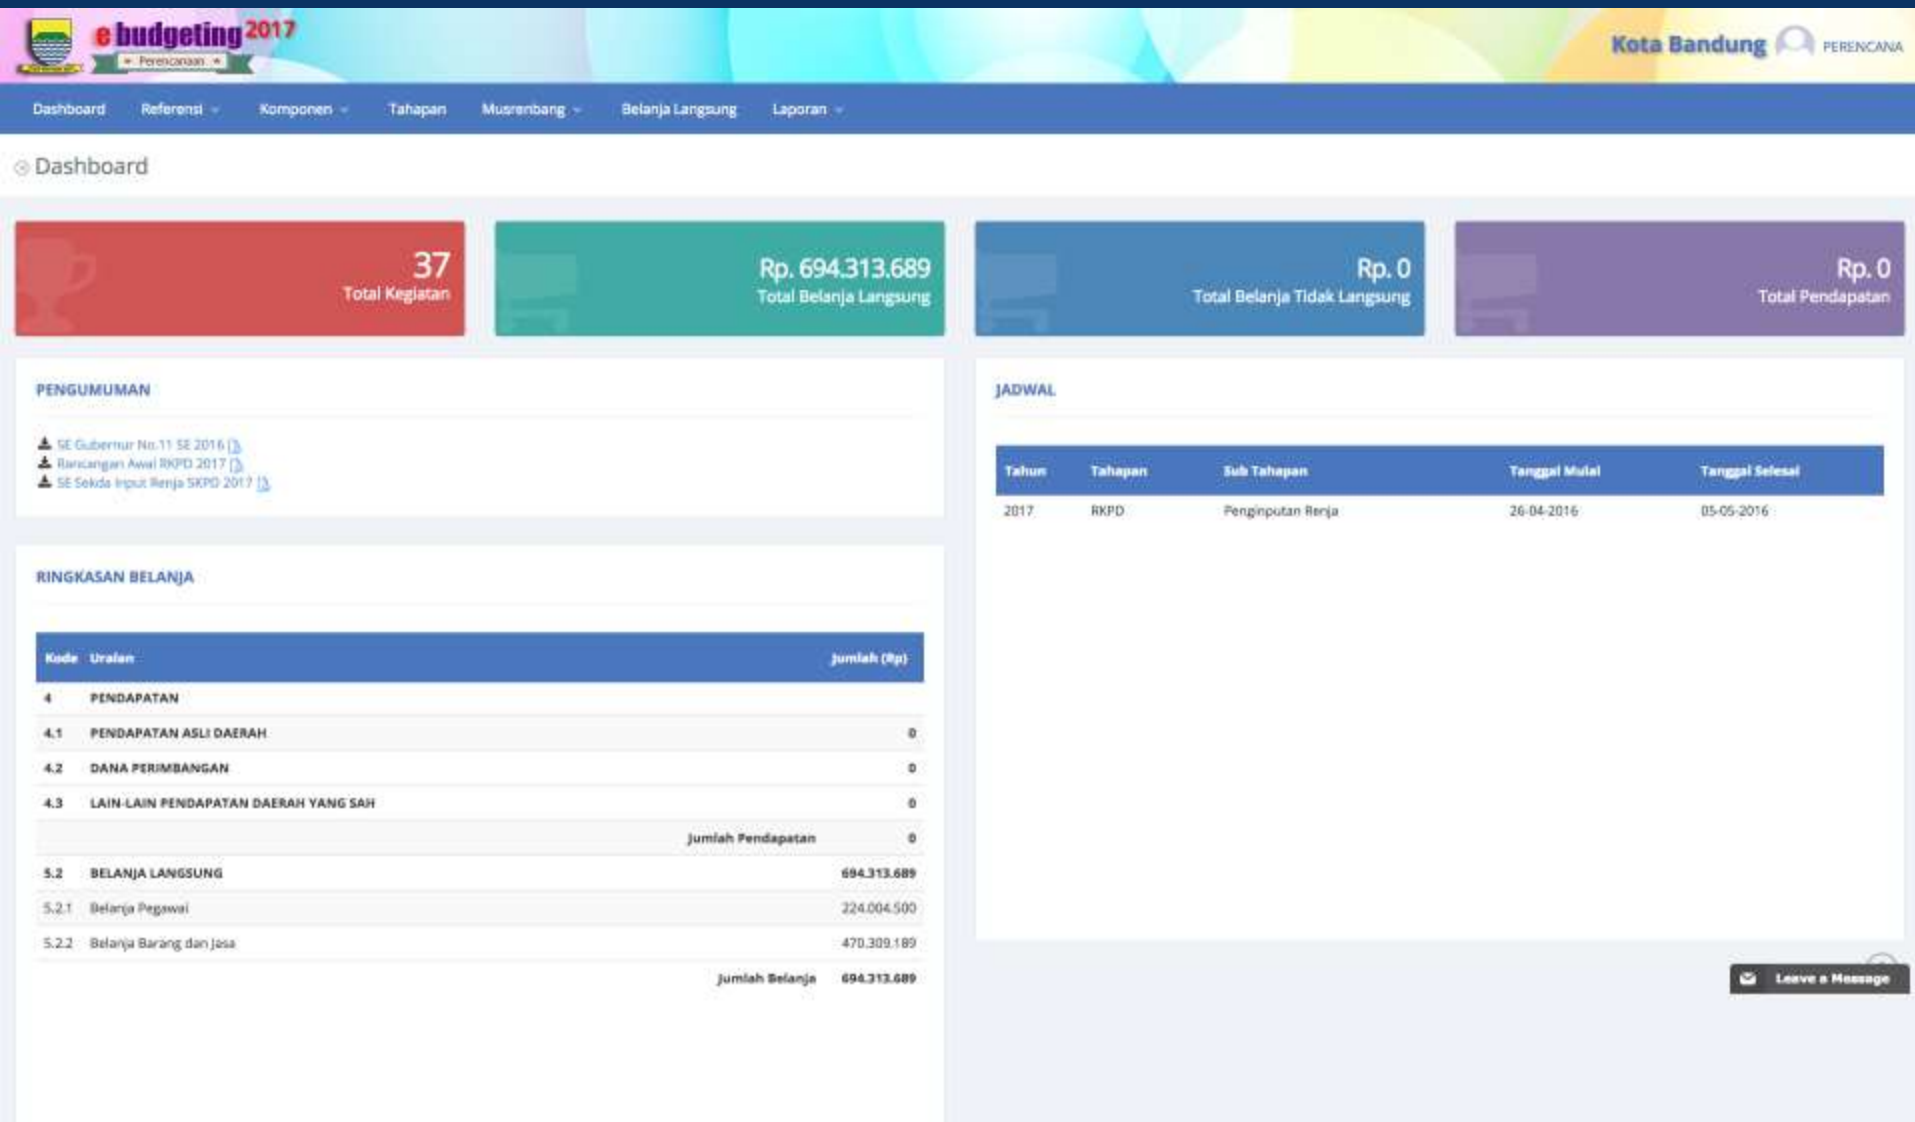 e budgeting 2017
Perencanaan
Kota Bandung PERENCANA
Dashboard Referensi Komponen Tahapan Musrenbang Belanja Langsung Laporan
Dashboard
37
Total Kegiatan
Rp. 694.313.689
Total Belanja Langsung
Rp. 0
Total Belanja Tidak Langsung
Rp. 0
Total Pendapatan
PENGUMUMAN
SE Gubernur No.11 SE 2016
Rancangan Awal RKPD 2017
SE Sekda Input Renja SKPD 2017
JADWAL
Tahun Tahapan Sub Tahapan Tanggal Mulai Tanggal Selesai
2017 RKPD Penginputan Renja 26-04-2016 05-05-2016
RINGKASAN BELANJA
Kode Uraian Jumlah (Rp)
4 PENDAPATAN
4.1 PENDAPATAN ASLI DAERAH 0
4.2 DANA PERIMBANGAN 0
4.3 LAIN-LAIN PENDAPATAN DAERAH YANG SAH 0
Jumlah Pendapatan 0
5.2 BELANJA LANGSUNG 694.313.689
5.2.1 Belanja Pegawai 224.004.500
5.2.2 Belanja Barang dan Jasa 470.309.189
Jumlah Belanja 694.313.689
Leave a Message